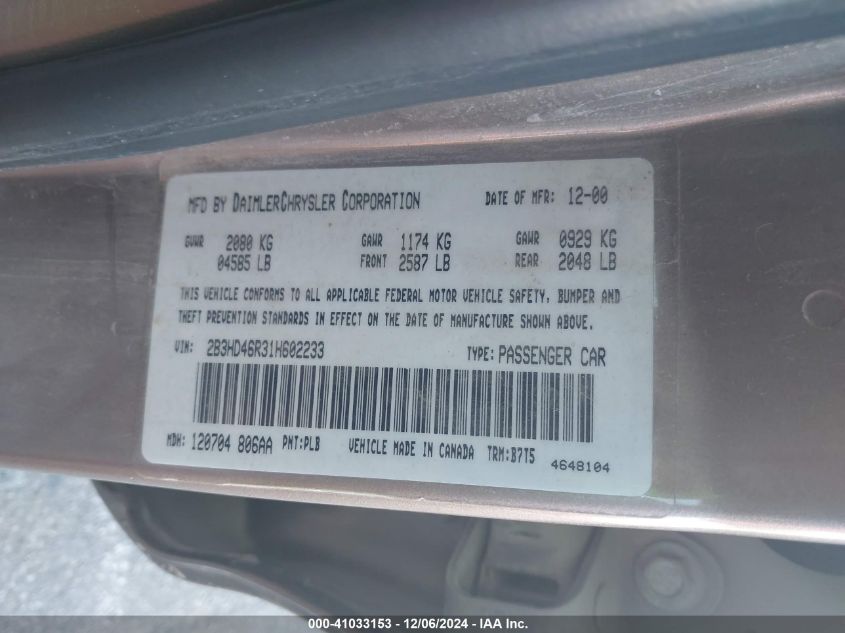 MFD BY DAIMLERCHRYSLER CORPORATION DATE OF MFR: 12-00
GVWR 2080 KG GAWR 1174 KG GAWR 0929 KG
04585 LB FRONT 2587 LB REAR 2048 LB
THIS VEHICLE CONFORMS TO ALL APPLICABLE FEDERAL MOTOR VEHICLE SAFETY, BUMPER AND
THEFT PREVENTION STANDARDS IN EFFECT ON THE DATE OF MANUFACTURE SHOWN ABOVE.
VIN: 2B3HD46R31H602233 TYPE: PASSENGER CAR
MDH: 120704 806AA PNT:PLB VEHICLE MADE IN CANADA TRM:B7T5
4648104
000-41033153 - 12/06/2024 - IAA Inc.